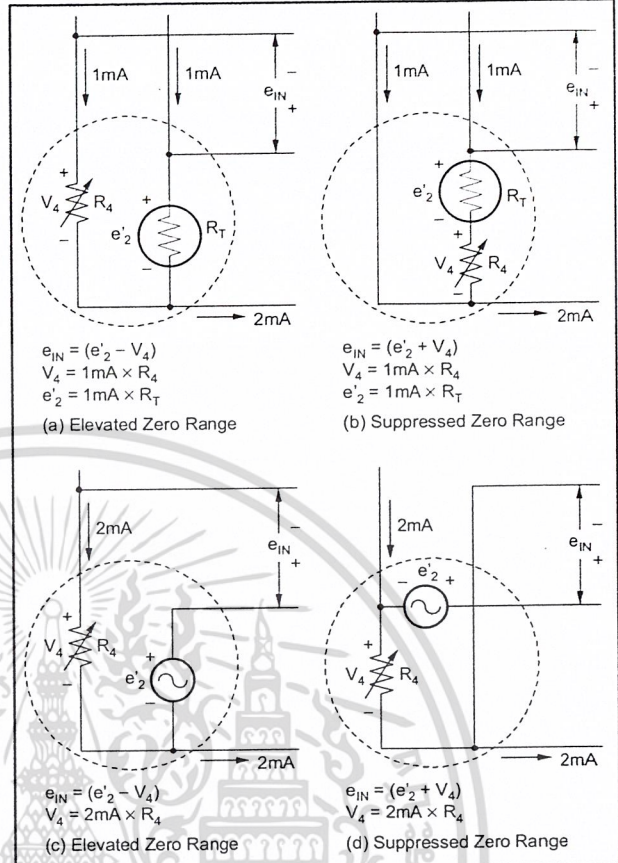 1mA 1mA − e_IN +
+ V₄ R₄ −
+ e'₂ R_T −
2mA
e_IN = (e'₂ − V₄)
V₄ = 1mA × R₄
e'₂ = 1mA × R_T
(a) Elevated Zero Range
1mA 1mA − e_IN +
+ e'₂ R_T −
+ V₄ R₄ −
2mA
e_IN = (e'₂ + V₄)
V₄ = 1mA × R₄
e'₂ = 1mA × R_T
(b) Suppressed Zero Range
2mA − e_IN +
+ V₄ R₄ −
+ e'₂ −
2mA
e_IN = (e'₂ − V₄)
V₄ = 2mA × R₄
(c) Elevated Zero Range
2mA − e_IN +
− e'₂ +
+ V₄ R₄ −
2mA
e_IN = (e'₂ + V₄)
V₄ = 2mA × R₄
(d) Suppressed Zero Range